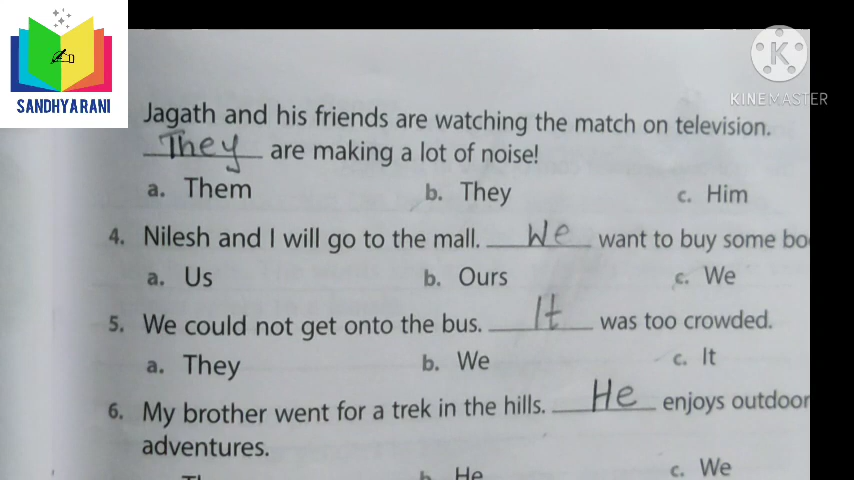 SANDHYARANI
KINEMASTER
Jagath and his friends are watching the match on television.
They are making a lot of noise!
a. Them b. They c. Him
4. Nilesh and I will go to the mall. We want to buy some bo
a. Us b. Ours c. We
5. We could not get onto the bus. It was too crowded.
a. They b. We c. It
6. My brother went for a trek in the hills. He enjoys outdoor
adventures.
b. He c. We